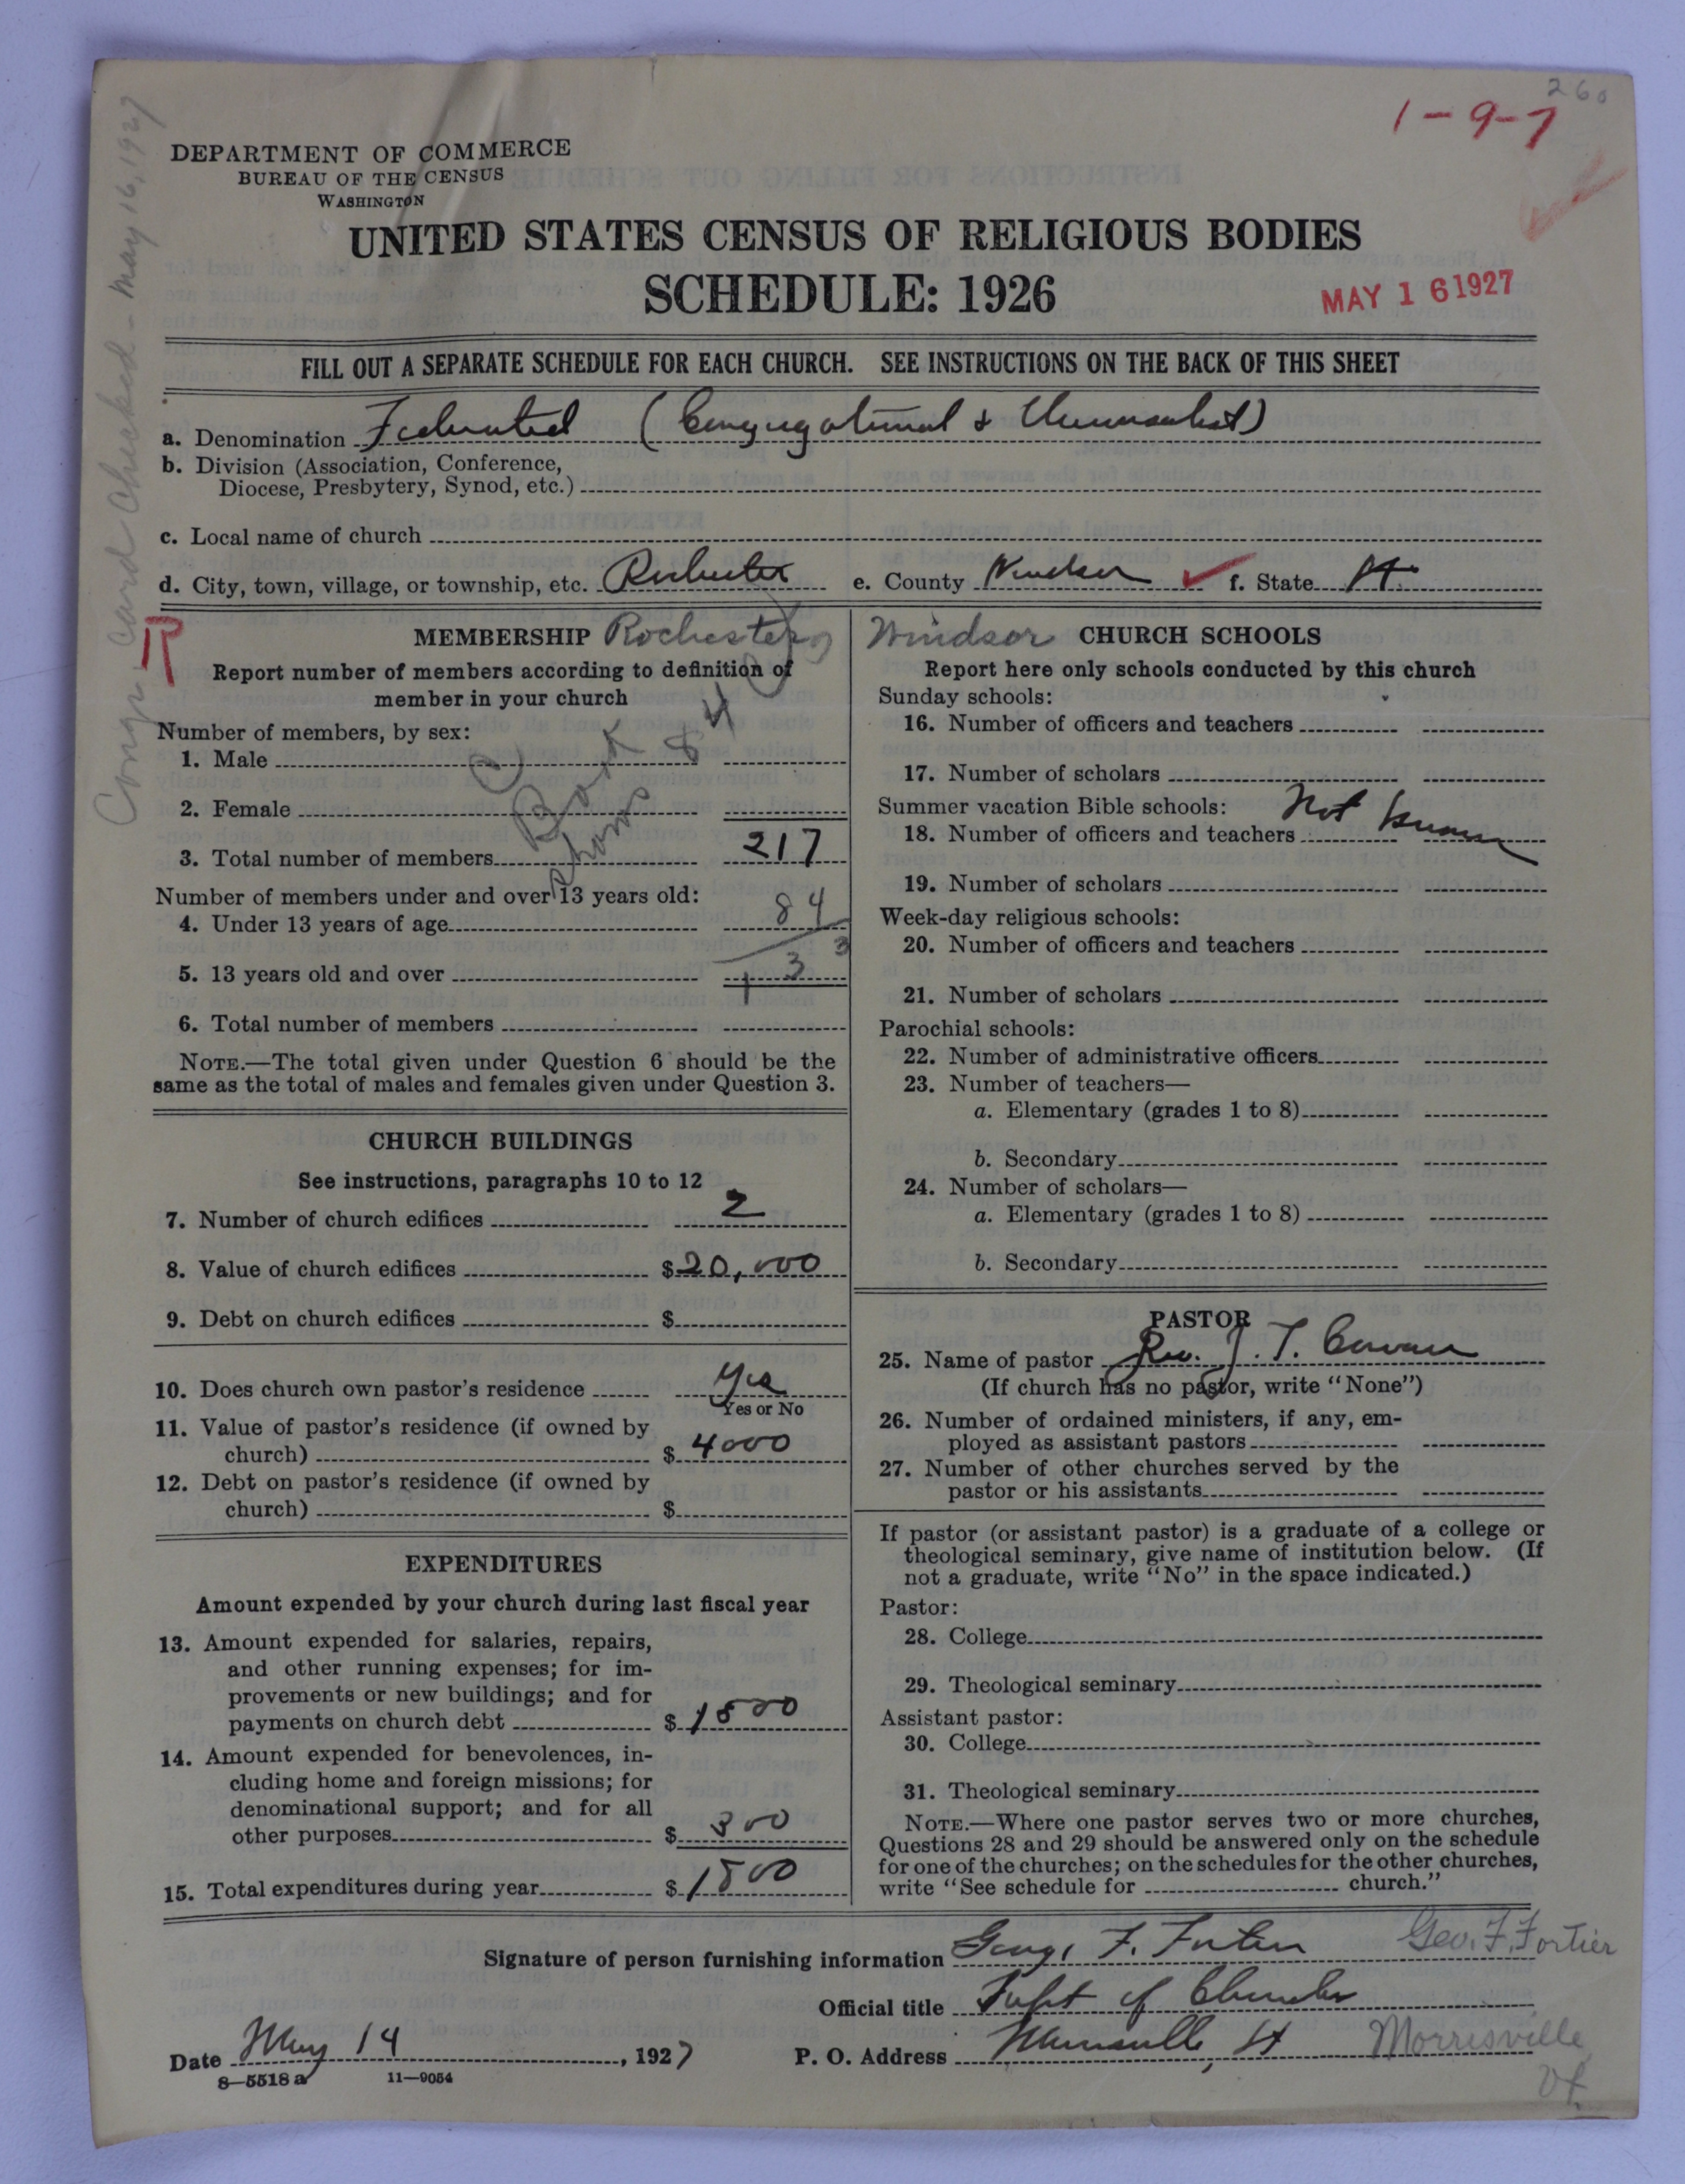 260
1-9-7
DEPARTMENT OF COMMERCE
BUREAU OF THE CENSUS
WASHINGTON
UNITED STATES CENSUS OF RELIGIOUS BODIES
SCHEDULE: 1926
MAY 16 1927
Cong. Card Checked - May 16, 1927
FILL OUT A SEPARATE SCHEDULE FOR EACH CHURCH. SEE INSTRUCTIONS ON THE BACK OF THIS SHEET
a. Denomination Federated (Congregational & Universalist)
b. Division (Association, Conference,
Diocese, Presbytery, Synod, etc.)
c. Local name of church
d. City, town, village, or township, etc. Rochester e. County Windsor f. State Vt.
R
MEMBERSHIP Rochester
Report number of members according to definition of
member in your church
Number of members, by sex:
1. Male
2. Female
3. Total number of members 217
Number of members under and over 13 years old:
4. Under 13 years of age 84
5. 13 years old and over 133
6. Total number of members
NOTE.—The total given under Question 6 should be the
same as the total of males and females given under Question 3.
CHURCH BUILDINGS
See instructions, paragraphs 10 to 12
7. Number of church edifices 2
8. Value of church edifices $20,000
9. Debt on church edifices $
10. Does church own pastor's residence Yes
Yes or No
11. Value of pastor's residence (if owned by
church) $ 4000
12. Debt on pastor's residence (if owned by
church) $
EXPENDITURES
Amount expended by your church during last fiscal year
13. Amount expended for salaries, repairs,
and other running expenses; for im-
provements or new buildings; and for
payments on church debt $ 1500
14. Amount expended for benevolences, in-
cluding home and foreign missions; for
denominational support; and for all
other purposes $ 300
15. Total expenditures during year $ 1800
Windsor CHURCH SCHOOLS
Report here only schools conducted by this church
Sunday schools:
16. Number of officers and teachers
17. Number of scholars
Summer vacation Bible schools: Not known
18. Number of officers and teachers
19. Number of scholars
Week-day religious schools:
20. Number of officers and teachers
21. Number of scholars
Parochial schools:
22. Number of administrative officers
23. Number of teachers—
a. Elementary (grades 1 to 8)
b. Secondary
24. Number of scholars—
a. Elementary (grades 1 to 8)
b. Secondary
PASTOR
25. Name of pastor Rev. J. T.
(If church has no pastor, write "None")
26. Number of ordained ministers, if any, em-
ployed as assistant pastors
27. Number of other churches served by the
pastor or his assistants
If pastor (or assistant pastor) is a graduate of a college or
theological seminary, give name of institution below. (If
not a graduate, write "No" in the space indicated.)
Pastor:
28. College
29. Theological seminary
Assistant pastor:
30. College
31. Theological seminary
NOTE.—Where one pastor serves two or more churches,
Questions 28 and 29 should be answered only on the schedule
for one of the churches; on the schedules for the other churches,
write "See schedule for church."
Signature of person furnishing information George F. Fortier Geo. F. Fortier
Official title Supt of Churches
Date May 14, 1927 P. O. Address Morrisville, Vt Morrisville
Vt.
8—5518 a 11—9054